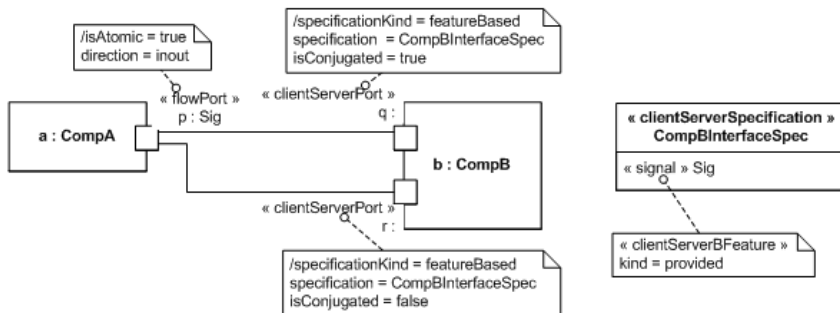 /isAtomic = true
direction = inout
/specificationKind = featureBased
specification = CompBInterfaceSpec
isConjugated = true
« flowPort »
p : Sig
« clientServerPort »
q :
a : CompA
b : CompB
« clientServerPort »
r :
/specificationKind = featureBased
specification = CompBInterfaceSpec
isConjugated = false
« clientServerSpecification »
CompBInterfaceSpec
« signal » Sig
« clientServerBFeature »
kind = provided